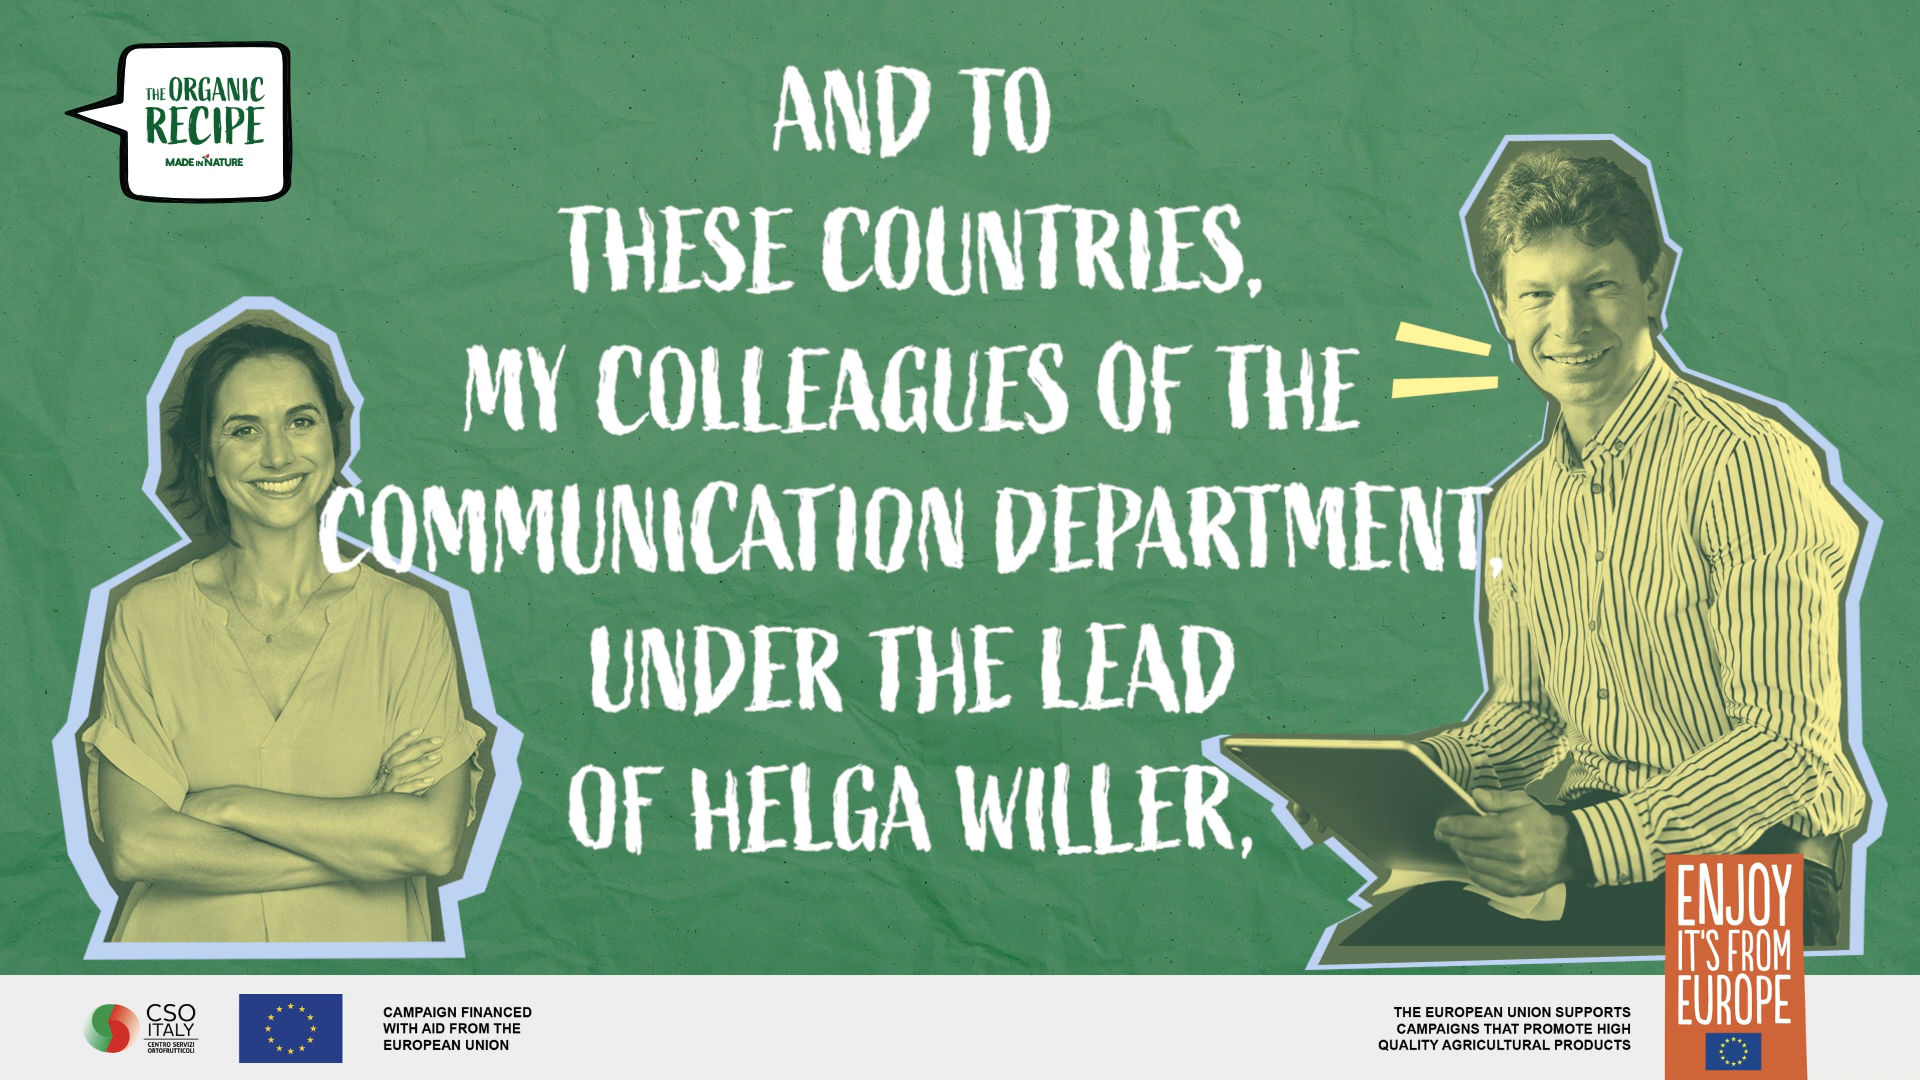 THE ORGANIC
RECIPE
MADE IN NATURE
AND TO
THESE COUNTRIES,
MY COLLEAGUES OF THE
COMMUNICATION DEPARTMENT,
UNDER THE LEAD
OF HELGA WILLER,
CSO
ITALY
CENTRO SERVIZI
ORTOFRUTTICOLI
CAMPAIGN FINANCED
WITH AID FROM THE
EUROPEAN UNION
THE EUROPEAN UNION SUPPORTS
CAMPAIGNS THAT PROMOTE HIGH
QUALITY AGRICULTURAL PRODUCTS
ENJOY
IT'S FROM
EUROPE